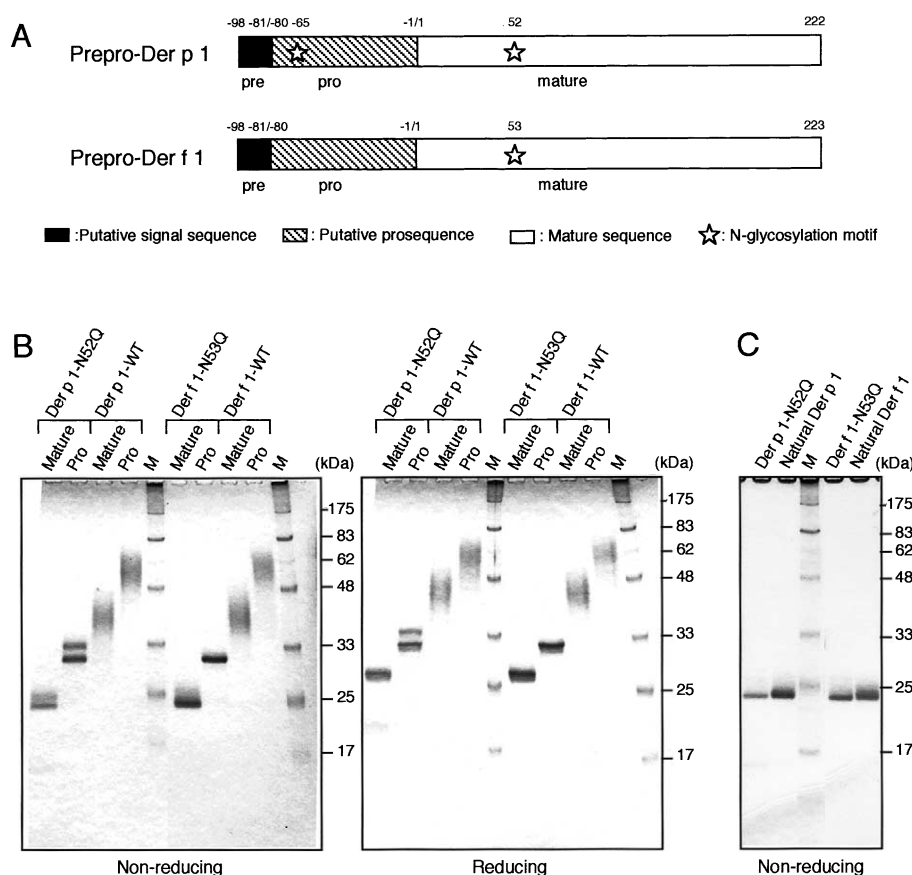 A
-98 -81/-80 -65 -1/1 52 222
Prepro-Der p 1
pre pro mature
-98 -81/-80 -1/1 53 223
Prepro-Der f 1
pre pro mature
:Putative signal sequence : Putative prosequence : Mature sequence : N-glycosylation motif
B
Der p 1-N52Q
Der p 1-WT
Der f 1-N53Q
Der f 1-WT
Mature
Pro
Mature
Pro
M
Mature
Pro
Mature
Pro
M
(kDa)
175
83
62
48
33
25
17
Non-reducing
Der p 1-N52Q
Der p 1-WT
Der f 1-N53Q
Der f 1-WT
Mature
Pro
Mature
Pro
M
Mature
Pro
Mature
Pro
M
(kDa)
175
83
62
48
33
25
17
Reducing
C
Der p 1-N52Q
Natural Der p 1
M
Der f 1-N53Q
Natural Der f 1
(kDa)
175
83
62
48
33
25
17
Non-reducing